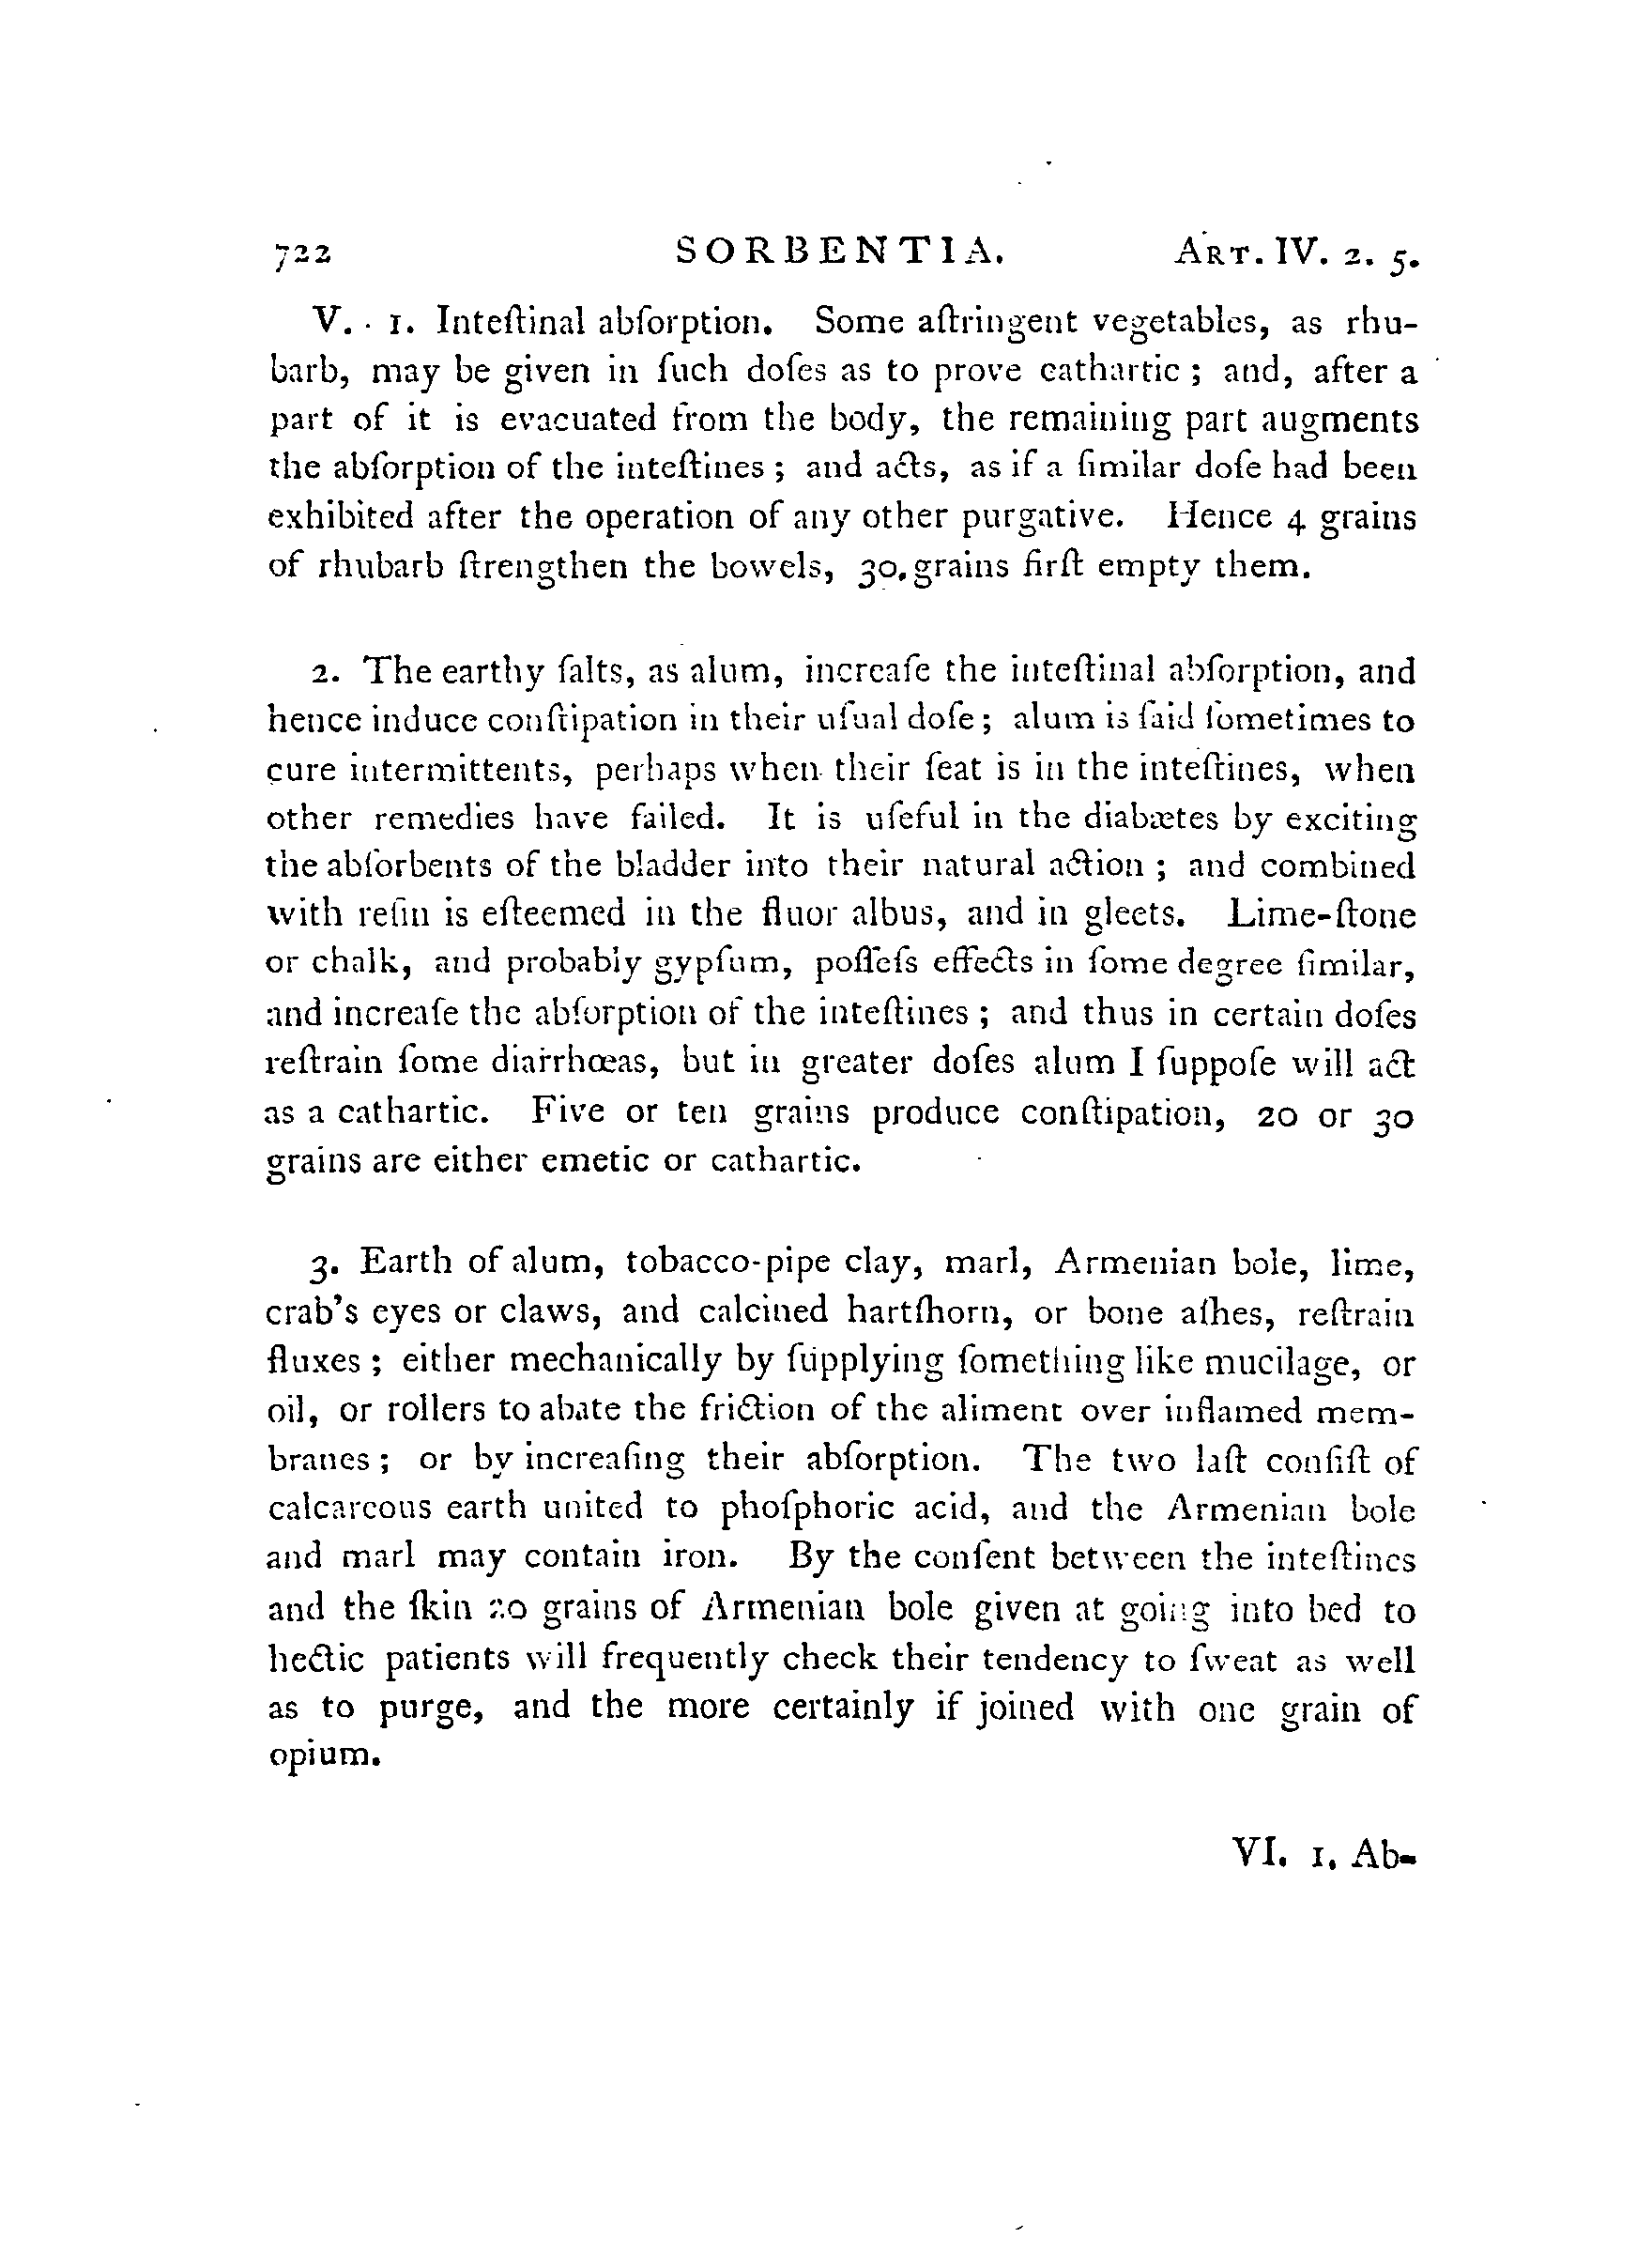 722 SORBENTIA. ART. IV. 2. 5.
V. 1. Inteſtinal abſorption. Some aſtringent vegetables, as rhu-
barb, may be given in ſuch doſes as to prove cathartic ; and, after a
part of it is evacuated from the body, the remaining part augments
the abſorption of the inteſtines ; and acts, as if a ſimilar doſe had been
exhibited after the operation of any other purgative. Hence 4 grains
of rhubarb ſtrengthen the bowels, 30 grains firſt empty them.
2. The earthy ſalts, as alum, increaſe the inteſtinal abſorption, and
hence induce conſtipation in their uſual doſe ; alum is ſaid ſometimes to
cure intermittents, perhaps when their ſeat is in the inteſtines, when
other remedies have failed. It is uſeful in the diabætes by exciting
the abſorbents of the bladder into their natural action ; and combined
with reſin is eſteemed in the fluor albus, and in gleets. Lime-ſtone
or chalk, and probably gypſum, poſſeſs effects in ſome degree ſimilar,
and increaſe the abſorption of the inteſtines ; and thus in certain doſes
reſtrain ſome diarrhœas, but in greater doſes alum I ſuppoſe will act
as a cathartic. Five or ten grains produce conſtipation, 20 or 30
grains are either emetic or cathartic.
3. Earth of alum, tobacco-pipe clay, marl, Armenian bole, lime,
crab's eyes or claws, and calcined hartſhorn, or bone aſhes, reſtrain
fluxes ; either mechanically by ſupplying ſomething like mucilage, or
oil, or rollers to abate the friction of the aliment over inflamed mem-
branes ; or by increaſing their abſorption. The two laſt conſiſt of
calcareous earth united to phoſphoric acid, and the Armenian bole
and marl may contain iron. By the conſent between the inteſtines
and the ſkin 20 grains of Armenian bole given at going into bed to
hectic patients will frequently check their tendency to ſweat as well
as to purge, and the more certainly if joined with one grain of
opium.
VI. 1. Ab-